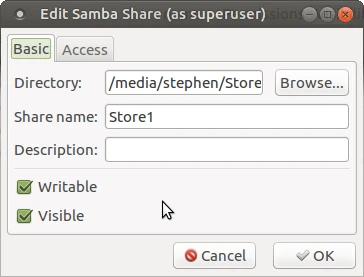 Edit Samba Share (as superuser)
Basic Access
Directory: /media/stephen/Store Browse...
Share name: Store1
Description:
Writable
Visible
Cancel OK